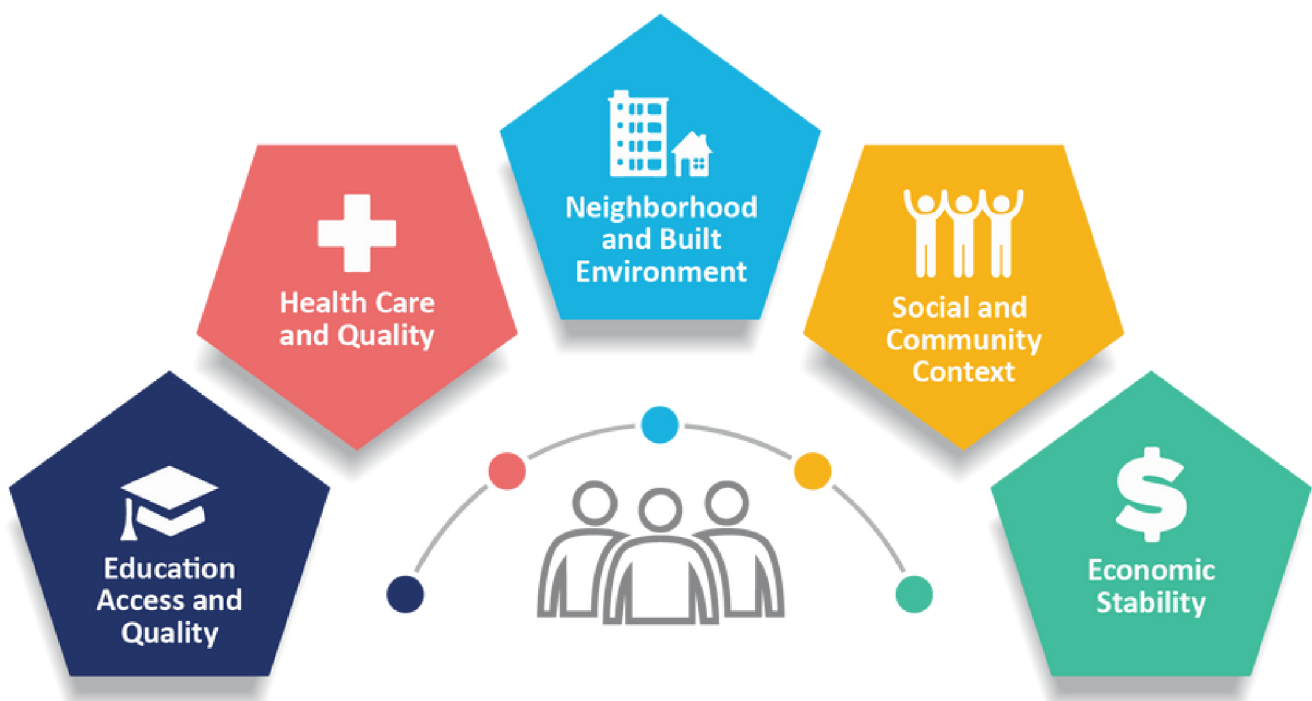 Education
Access and
Quality
Health Care
and Quality
Neighborhood
and Built
Environment
Social and
Community
Context
$
Economic
Stability